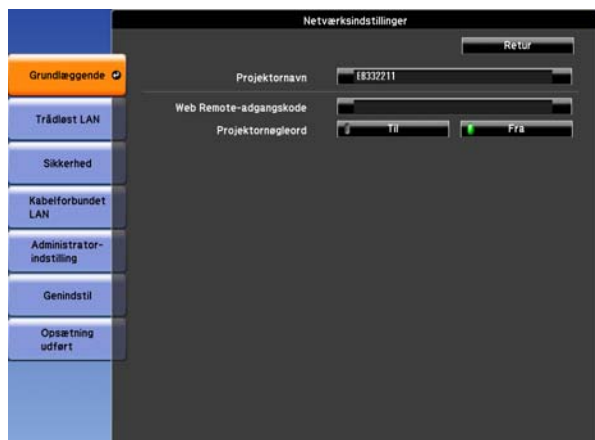 Netværksindstillinger
Retur
Grundlæggende
Projektornavn
EB332211
Trådløst LAN
Web Remote-adgangskode
Projektornøgleord
Til
Fra
Sikkerhed
Kabelforbundet
LAN
Administrator-
indstilling
Genindstil
Opsætning
udført